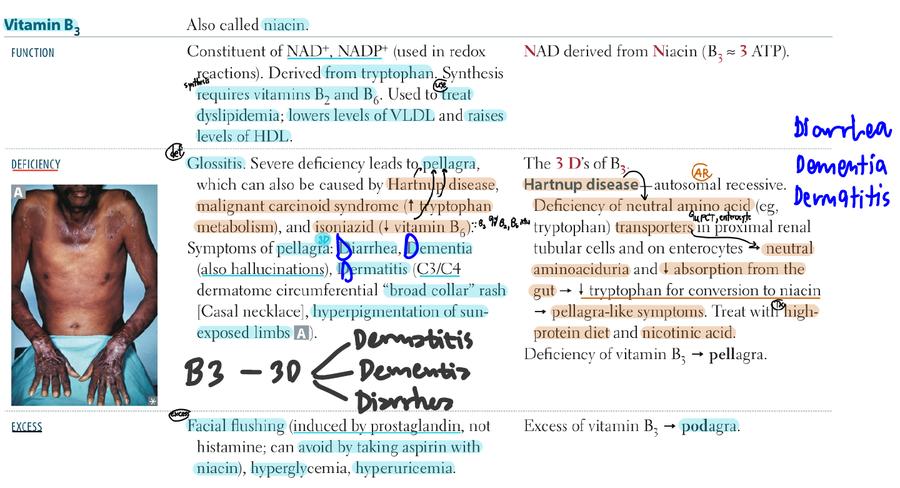 Vitamin B3
Also called niacin.
FUNCTION
Constituent of NAD+, NADP+ (used in redox
reactions). Derived from tryptophan. Synthesis
synthesis
requires vitamins B2 and B6. Used to treat
use
dyslipidemia; lowers levels of VLDL and raises
levels of HDL.
NAD derived from Niacin (B3 ≈ 3 ATP).
Diarrhea
Dementia
Dermatitis
DEFICIENCY
def
Glossitis. Severe deficiency leads to pellagra,
which can also be caused by Hartnup disease,
malignant carcinoid syndrome (↑ tryptophan
metabolism), and isoniazid (↓ vitamin B6).
3D
Symptoms of pellagra: Diarrhea, Dementia
D D
(also hallucinations), Dermatitis (C3/C4
D
dermatome circumferential “broad collar” rash
[Casal necklace], hyperpigmentation of sun-
exposed limbs A).
A
B3 - 3D
Dermatitis
Dementia
Diarrhea
The 3 D's of B3.
AR
Hartnup disease—autosomal recessive.
Deficiency of neutral amino acid (eg,
tryptophan) transporters in proximal renal
tubular cells and on enterocytes → neutral
aminoaciduria and ↓ absorption from the
gut → ↓ tryptophan for conversion to niacin
→ pellagra-like symptoms. Treat with high-
Tx
protein diet and nicotinic acid.
Deficiency of vitamin B3 → pellagra.
EXCESS
excess
Facial flushing (induced by prostaglandin, not
histamine; can avoid by taking aspirin with
niacin), hyperglycemia, hyperuricemia.
Excess of vitamin B3 → podagra.